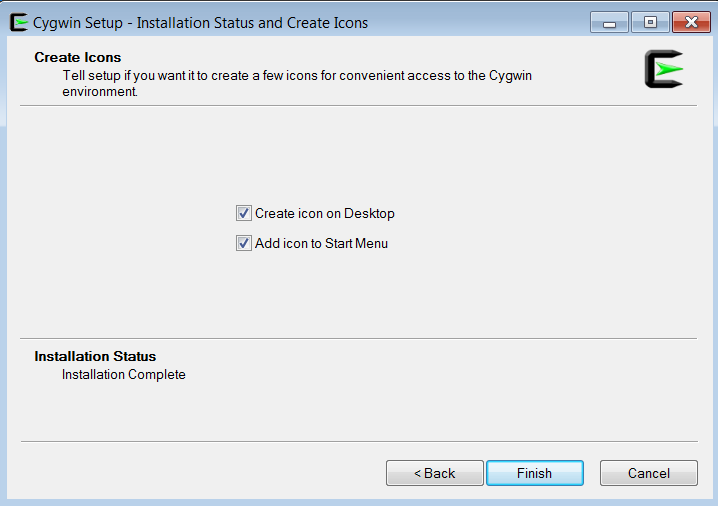 Cygwin Setup - Installation Status and Create Icons
Create Icons
Tell setup if you want it to create a few icons for convenient access to the Cygwin
environment.
Create icon on Desktop
Add icon to Start Menu
Installation Status
Installation Complete
< Back
Finish
Cancel